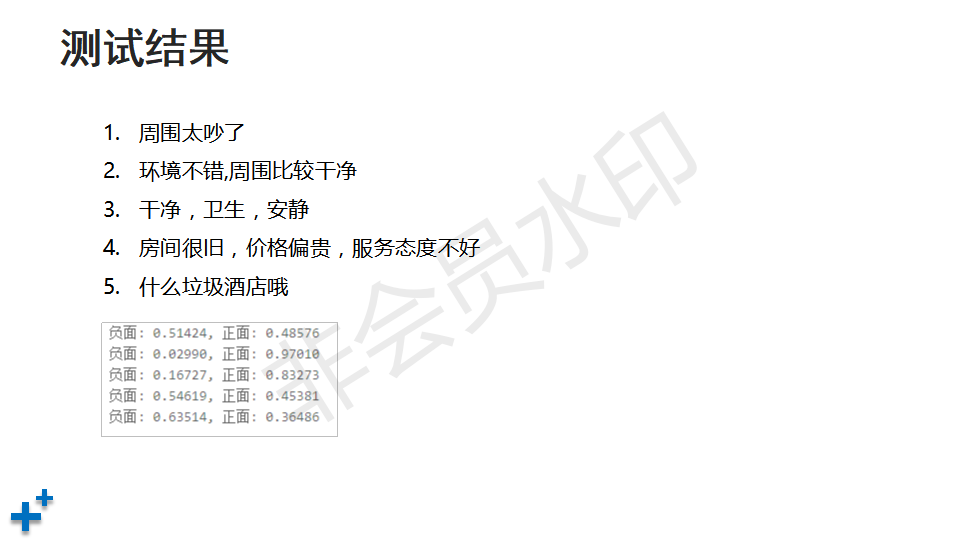 测试结果
1. 周围太吵了
2. 环境不错,周围比较干净
3. 干净，卫生，安静
4. 房间很旧，价格偏贵，服务态度不好
5. 什么垃圾酒店哦
负面: 0.51424, 正面: 0.48576
负面: 0.02990, 正面: 0.97010
负面: 0.16727, 正面: 0.83273
负面: 0.54619, 正面: 0.45381
负面: 0.63514, 正面: 0.36486
非会员水印